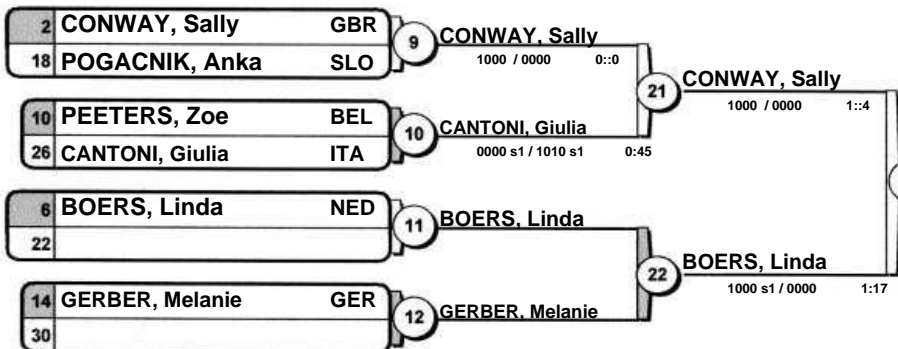 2 CONWAY, Sally GBR
18 POGACNIK, Anka SLO
9
CONWAY, Sally
1000 / 0000 0::0
10 PEETERS, Zoe BEL
26 CANTONI, Giulia ITA
10
CANTONI, Giulia
0000 s1 / 1010 s1 0:45
21
CONWAY, Sally
1000 / 0000 1::4
6 BOERS, Linda NED
22
11
BOERS, Linda
14 GERBER, Melanie GER
30
12
GERBER, Melanie
22
BOERS, Linda
1000 s1 / 0000 1:17